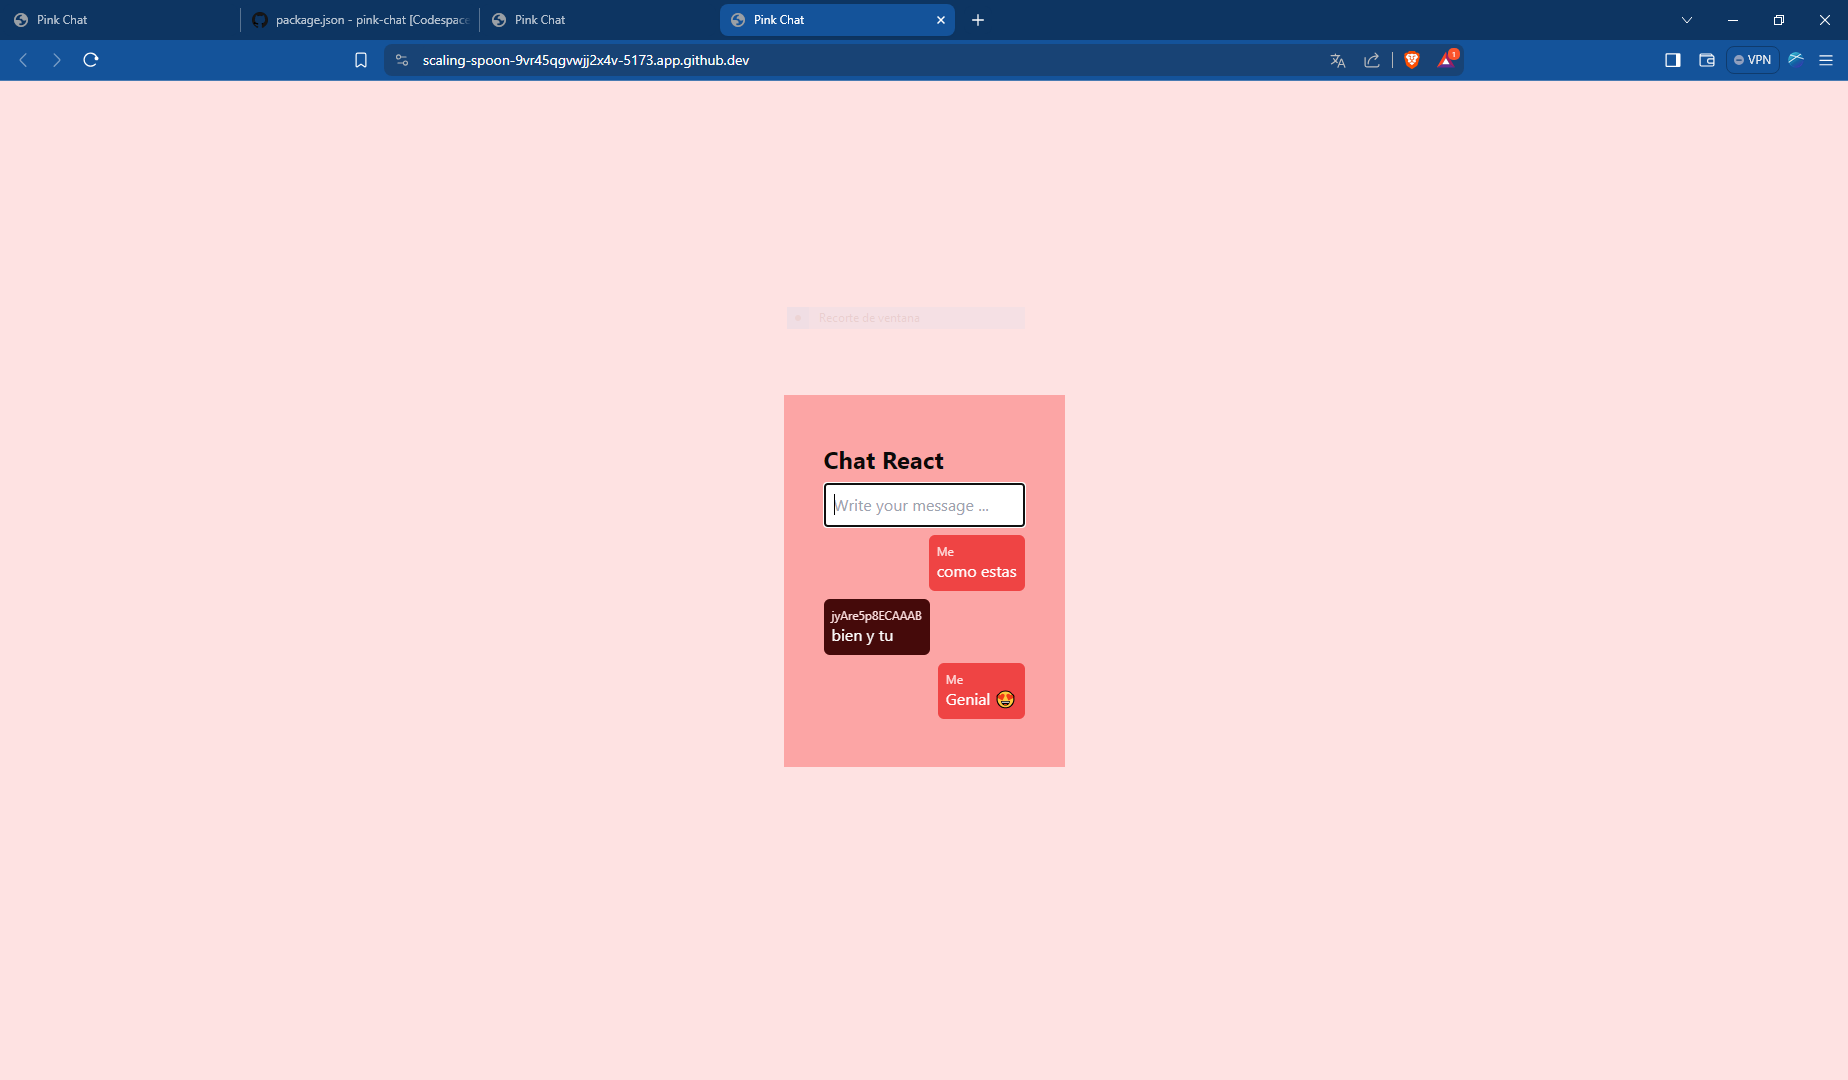 Pink Chat
package.json - pink-chat [Codespace
Pink Chat
Pink Chat
scaling-spoon-9vr45qgvwjj2x4v-5173.app.github.dev
1
VPN
Recorte de ventana
Chat React
Write your message ...
Me
como estas
jyAre5p8ECAAAB
bien y tu
Me
Genial 😍